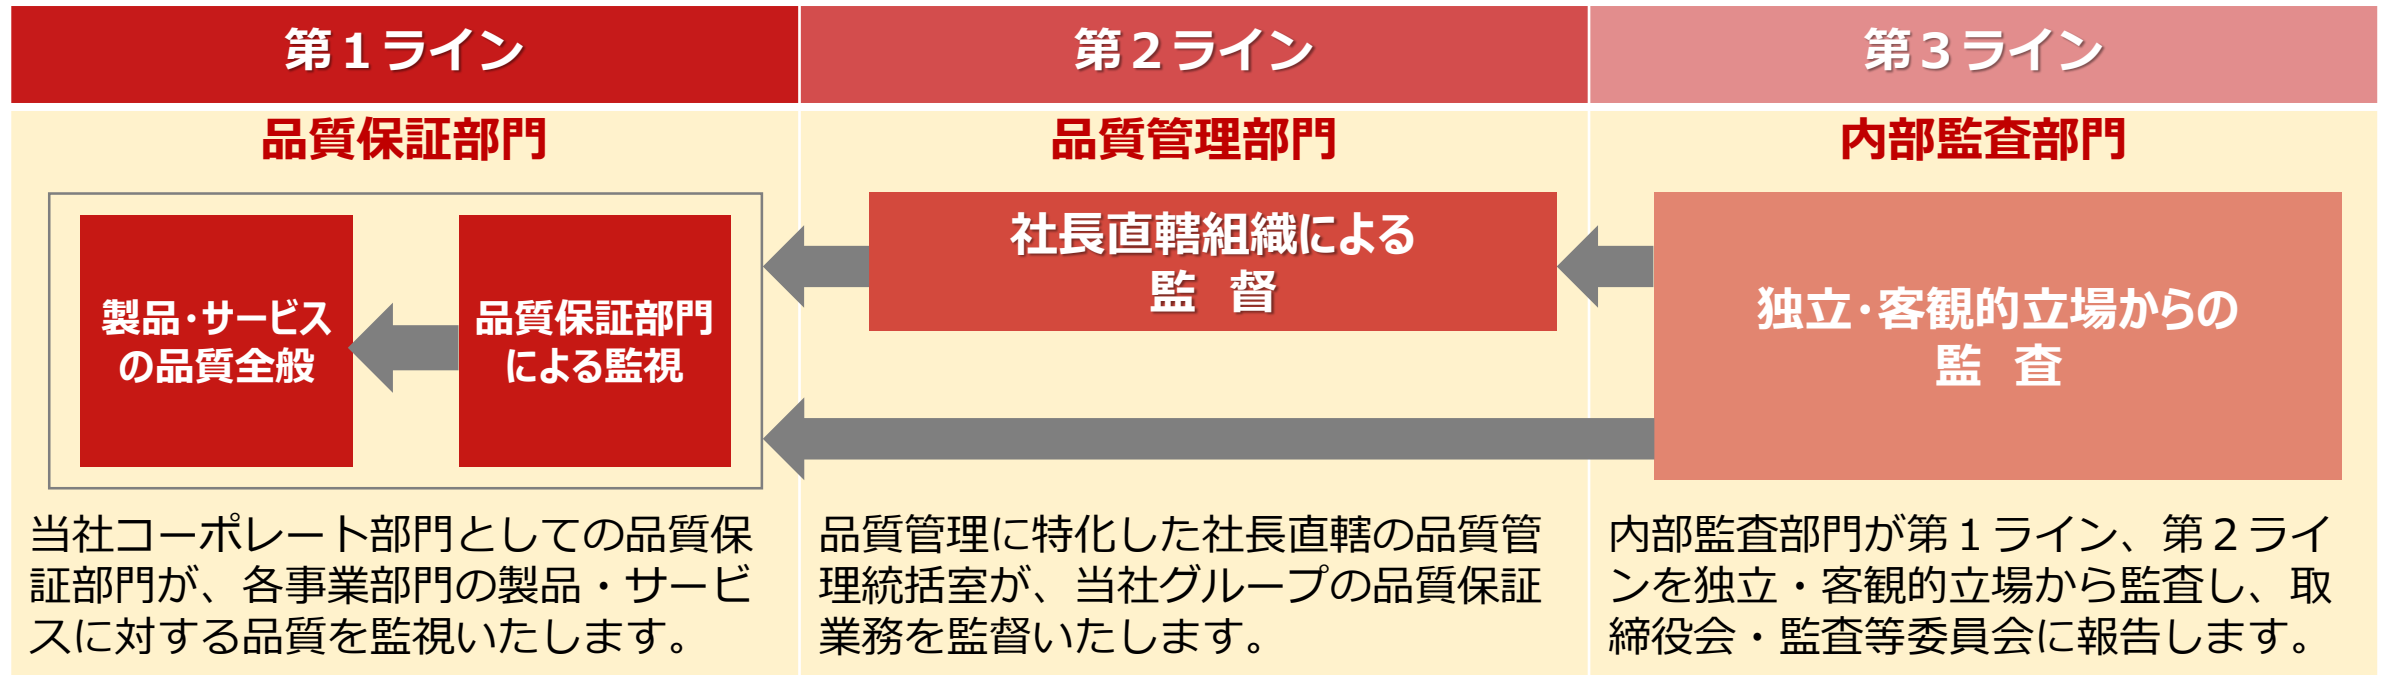 第１ライン
第２ライン
第３ライン
品質保証部門
製品・サービス
の品質全般
品質保証部門
による監視
当社コーポレート部門としての品質保
証部門が、各事業部門の製品・サービ
スに対する品質を監視いたします。
品質管理部門
社長直轄組織による
監　督
品質管理に特化した社長直轄の品質管
理統括室が、当社グループの品質保証
業務を監督いたします。
内部監査部門
独立・客観的立場からの
監　査
内部監査部門が第１ライン、第２ライ
ンを独立・客観的立場から監査し、取
締役会・監査等委員会に報告します。